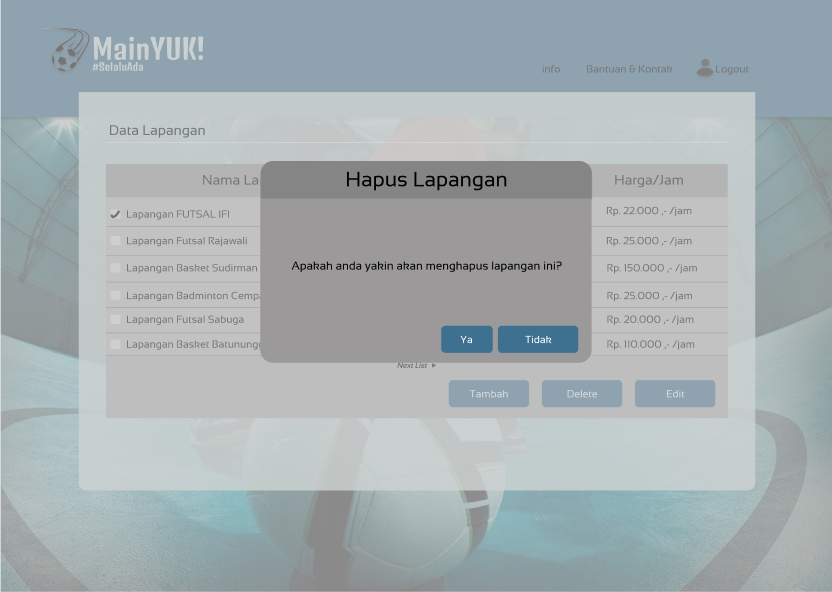 MainYUK!
#SelaluAda
info Bantuan & Kontak Logout
Data Lapangan
Nama La Harga/Jam
Hapus Lapangan
Lapangan FUTSAL IFI Rp. 22.000 ,- /jam
Lapangan Futsal Rajawali Rp. 25.000 ,- /jam
Lapangan Basket Sudirman Rp. 150.000 ,- /jam
Apakah anda yakin akan menghapus lapangan ini?
Lapangan Badminton Cempa Rp. 25.000 ,- /jam
Lapangan Futsal Sabuga Rp. 20.000 ,- /jam
Ya Tidak
Lapangan Basket Batunung Rp. 110.000 ,- /jam
Next List
Tambah Delete Edit